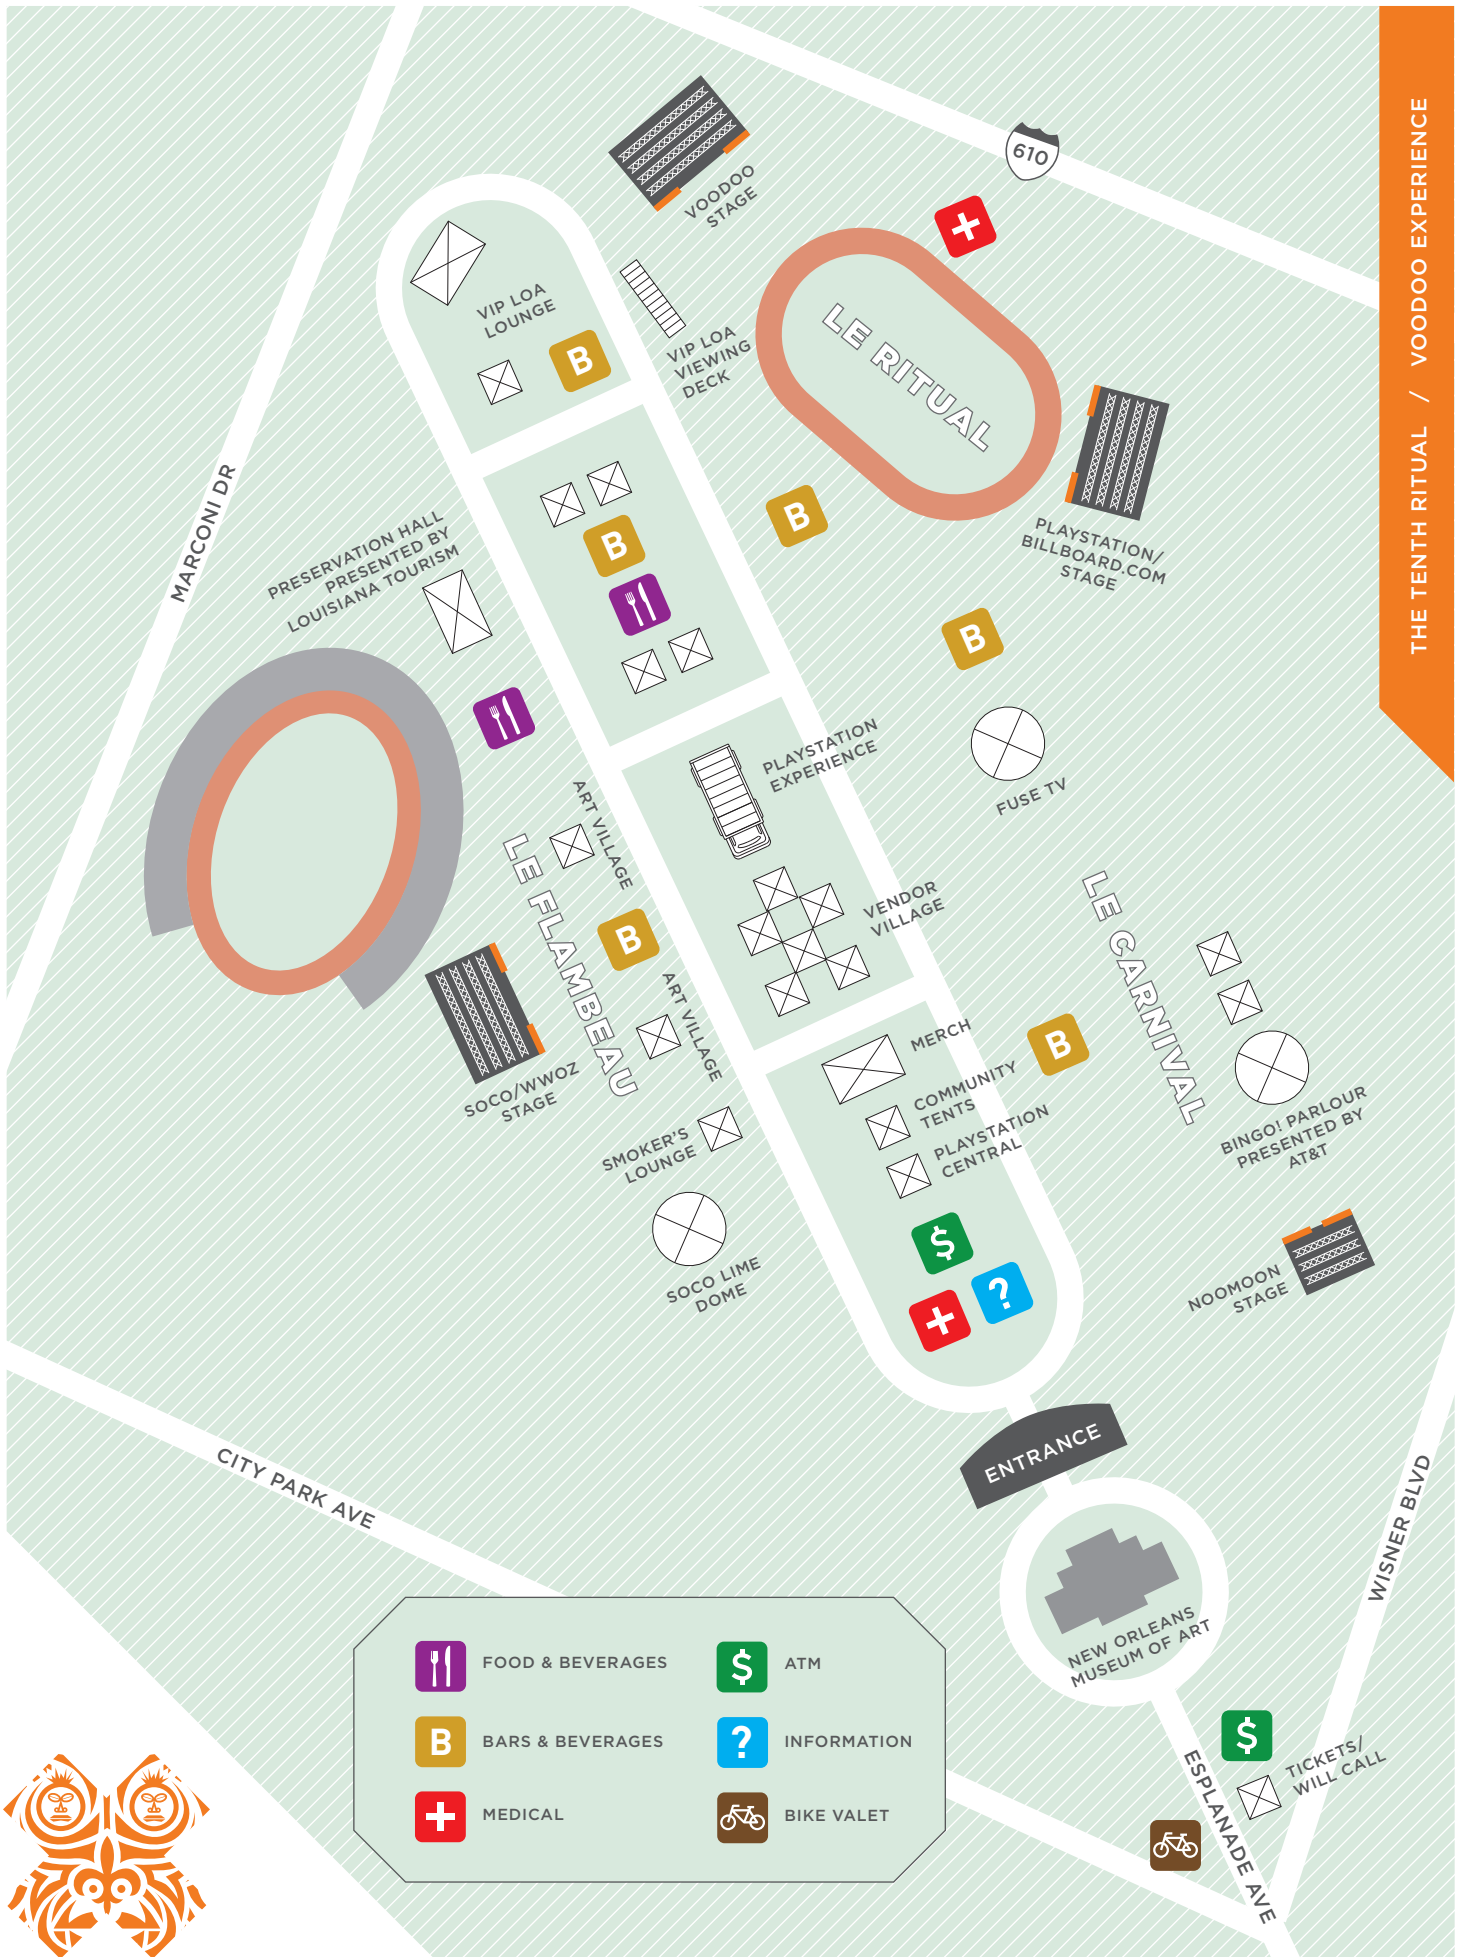 THE TENTH RITUAL / VOODOO EXPERIENCE
610
VOODOO
STAGE
VIP LOA
LOUNGE
B
VIP LOA
VIEWING
DECK
LE RITUAL
MARCONI DR
B
B
PLAYSTATION/
BILLBOARD.COM
STAGE
PRESERVATION HALL
PRESENTED BY
LOUISIANA TOURISM
B
PLAYSTATION
EXPERIENCE
FUSE TV
ART VILLAGE
LE FLAMBEAU
B
VENDOR
VILLAGE
LE CARNIVAL
ART VILLAGE
SOCO/WWOZ
STAGE
MERCH
B
COMMUNITY
TENTS
PLAYSTATION
CENTRAL
BINGO! PARLOUR
PRESENTED BY
AT&T
SMOKER'S
LOUNGE
SOCO LIME
DOME
$
?
NOOMOON
STAGE
ENTRANCE
CITY PARK AVE
WISNER BLVD
NEW ORLEANS
MUSEUM OF ART
$
TICKETS/
WILL CALL
ESPLANADE AVE
FOOD & BEVERAGES
B BARS & BEVERAGES
MEDICAL
$ ATM
? INFORMATION
BIKE VALET